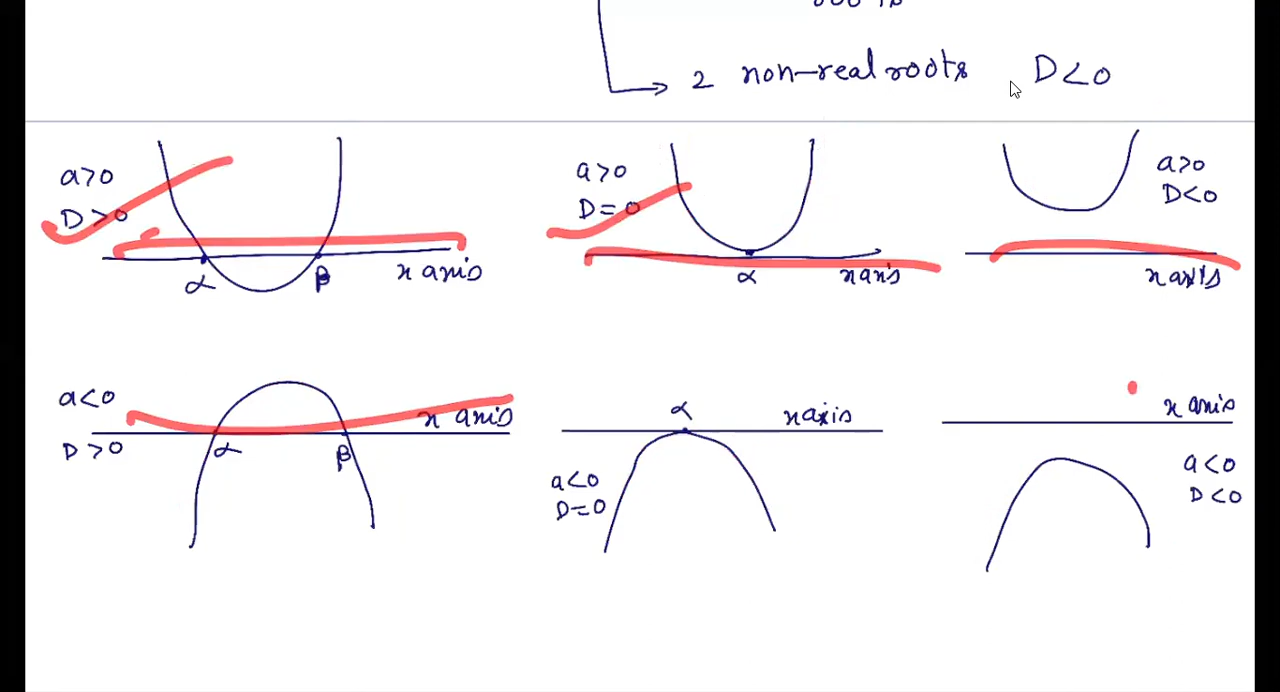 2 non-real roots D<0
a>0
D>0
α β x axis
a>0
D=0
α x axis
a>0
D<0
x axis
a<0
D>0
x axis
α β
α x axis
a<0
D=0
x axis
a<0
D<0